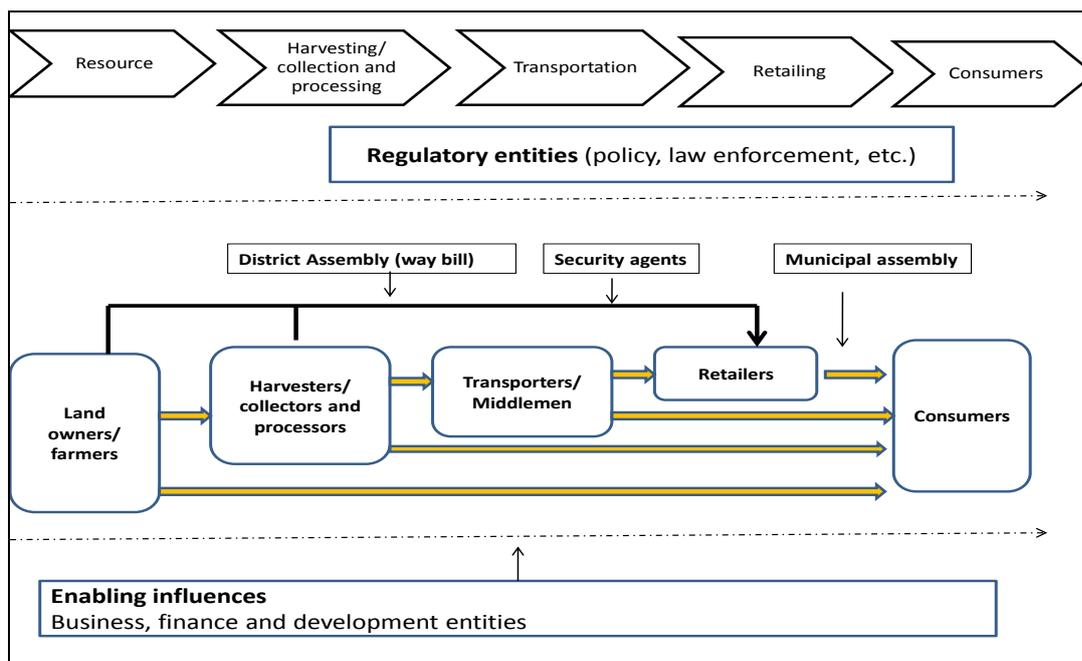 Resource
Harvesting/
collection and
processing
Transportation
Retailing
Consumers
Regulatory entities (policy, law enforcement, etc.)
District Assembly (way bill)
Security agents
Municipal assembly
Land
owners/
farmers
Harvesters/
collectors and
processors
Transporters/
Middlemen
Retailers
Consumers
Enabling influences
Business, finance and development entities